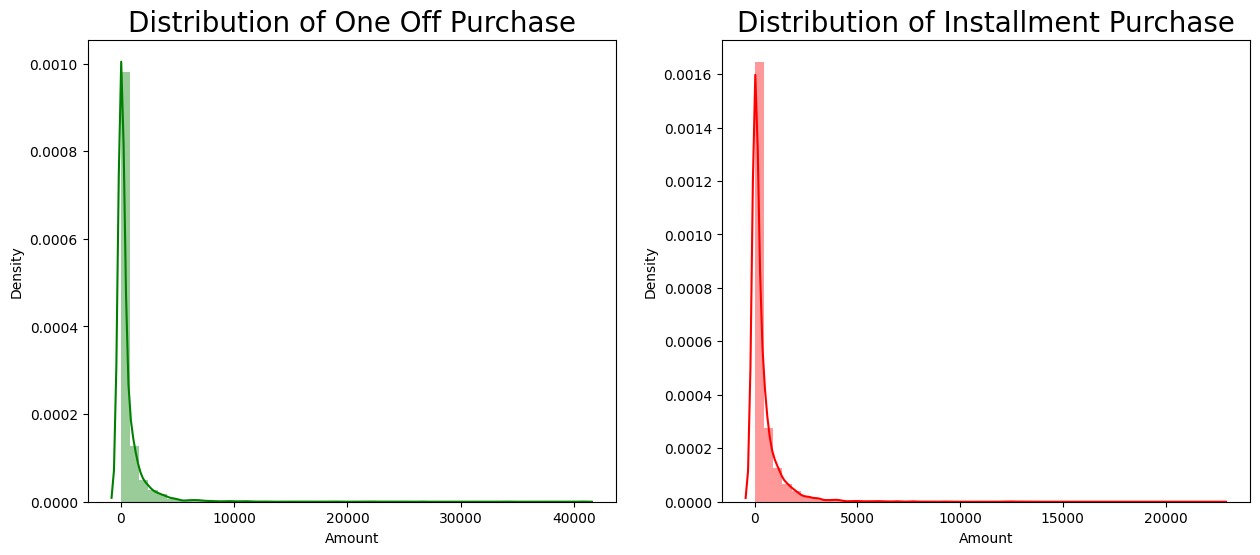 Distribution of One Off Purchase
0.0010
0.0008
0.0006
0.0004
0.0002
0.0000
Density
0 10000 20000 30000 40000
Amount
Distribution of Installment Purchase
0.0016
0.0014
0.0012
0.0010
0.0008
0.0006
0.0004
0.0002
0.0000
Density
0 5000 10000 15000 20000
Amount